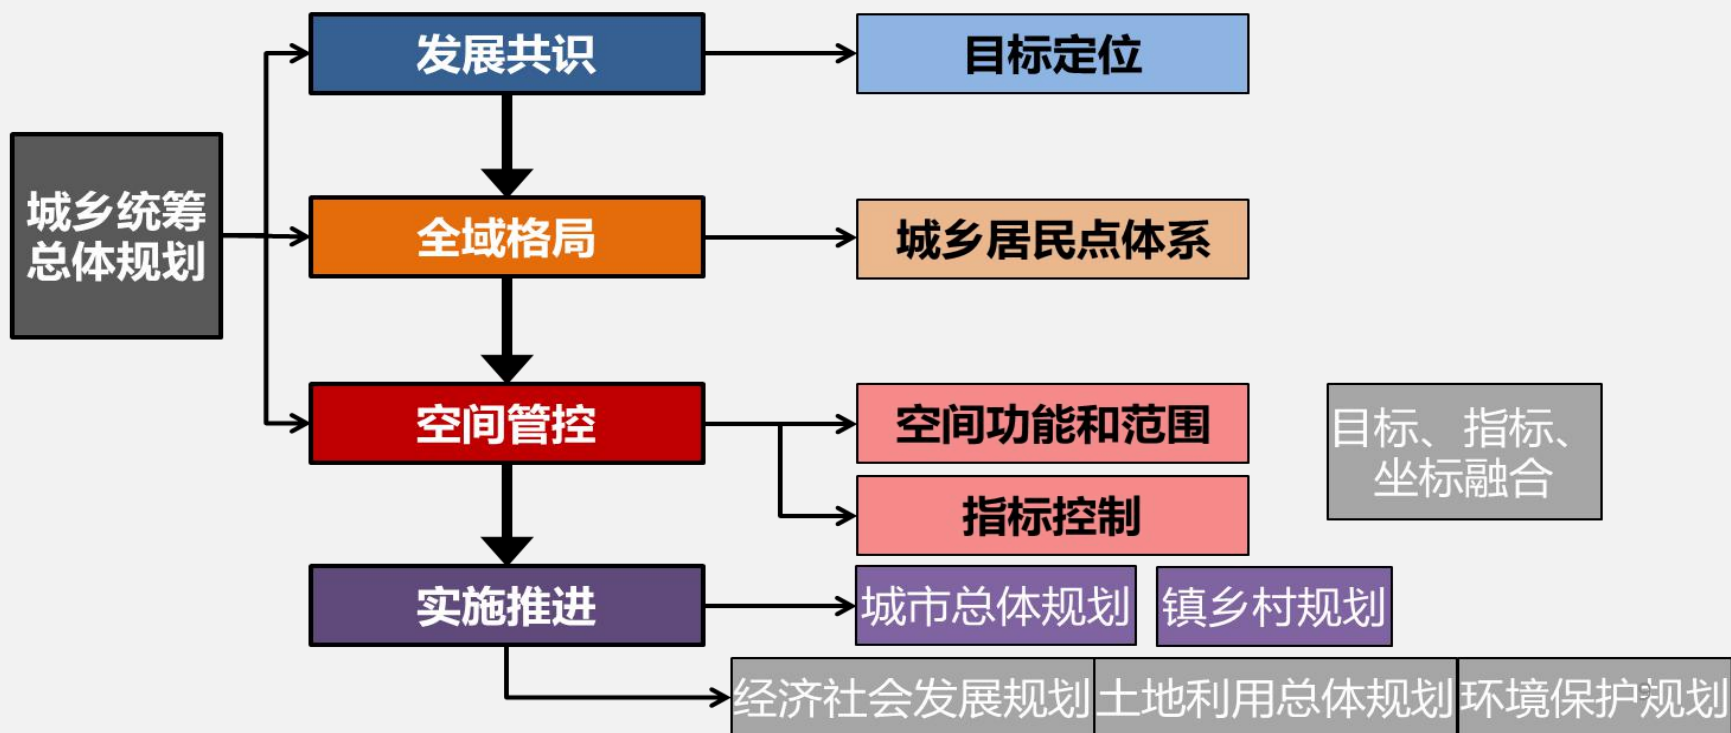 发展共识
目标定位
城乡统筹
总体规划
全域格局
城乡居民点体系
空间管控
空间功能和范围
指标控制
目标、指标、
坐标融合
实施推进
城市总体规划
镇乡村规划
经济社会发展规划
土地利用总体规划
环境保护规划
9